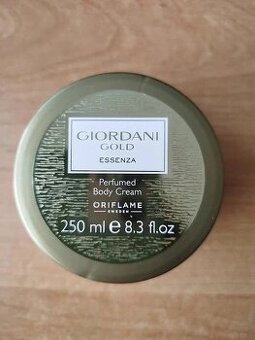 GIORDANI
GOLD
ESSENZA
Perfumed
Body Cream
ORIFLAME
SWEDEN
250 ml ℮ 8.3 fl.oz